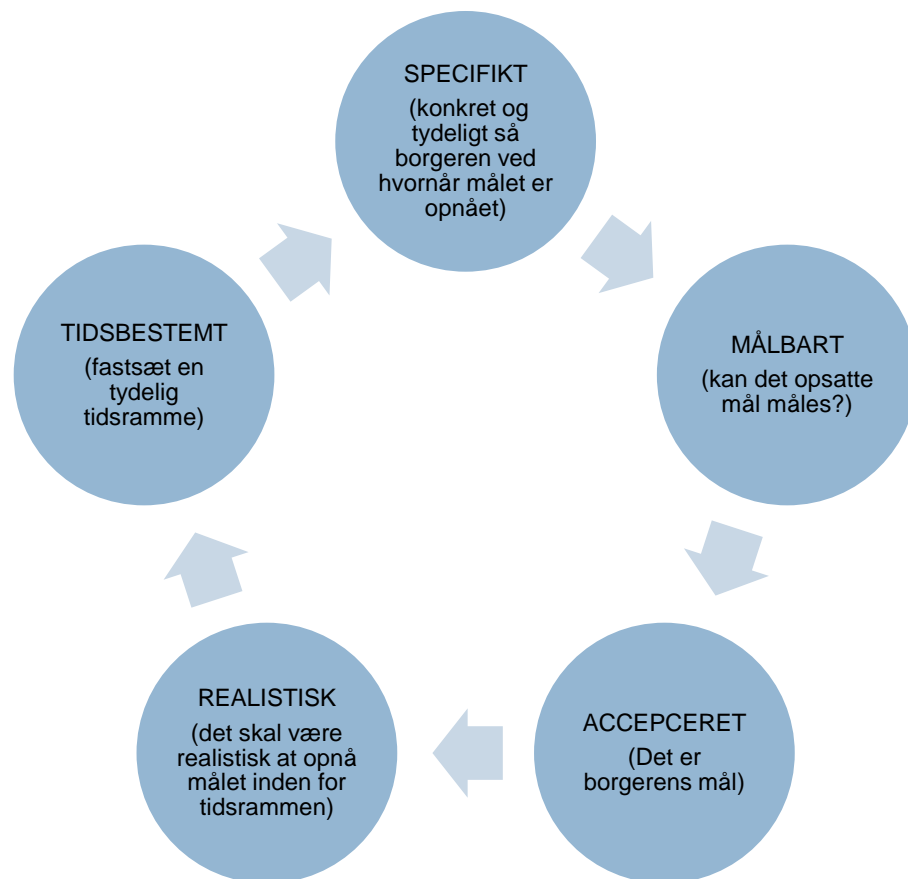 SPECIFIKT
(konkret og
tydeligt så
borgeren ved
hvornår målet er
opnået)
MÅLBART
(kan det opsatte
mål måles?)
ACCEPCERET
(Det er
borgerens mål)
REALISTISK
(det skal være
realistisk at opnå
målet inden for
tidsrammen)
TIDSBESTEMT
(fastsæt en
tydelig
tidsramme)